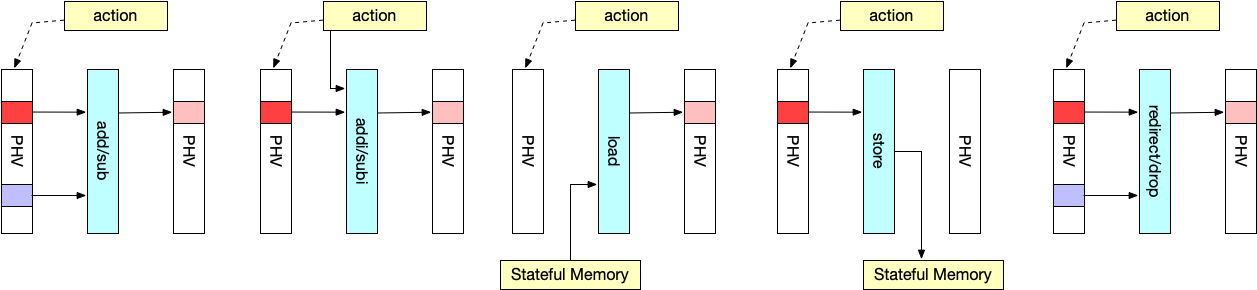 action
PHV
add/sub
PHV
action
PHV
addi/subi
PHV
action
PHV
load
PHV
Stateful Memory
action
PHV
store
PHV
Stateful Memory
action
PHV
redirect/drop
PHV